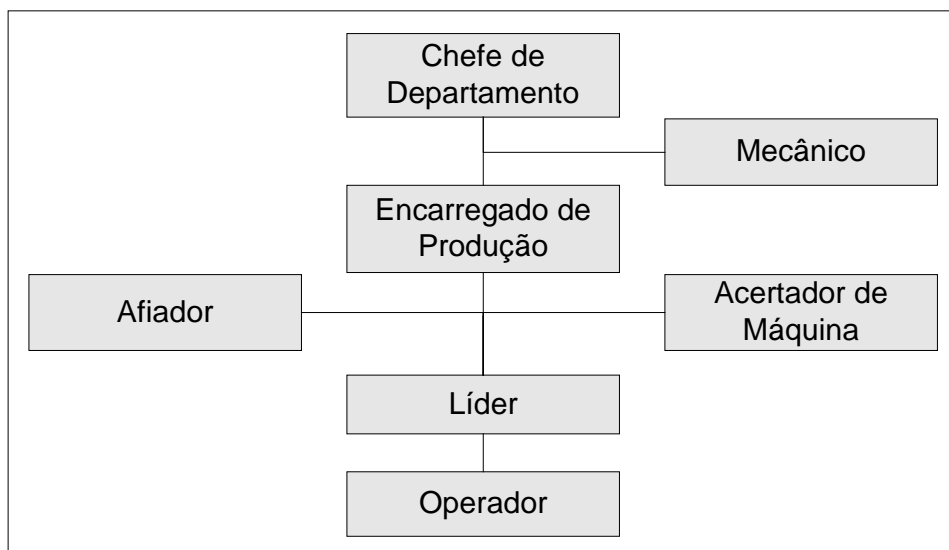 Chefe de
Departamento
Mecânico
Encarregado de
Produção
Afiador
Acertador de
Máquina
Líder
Operador